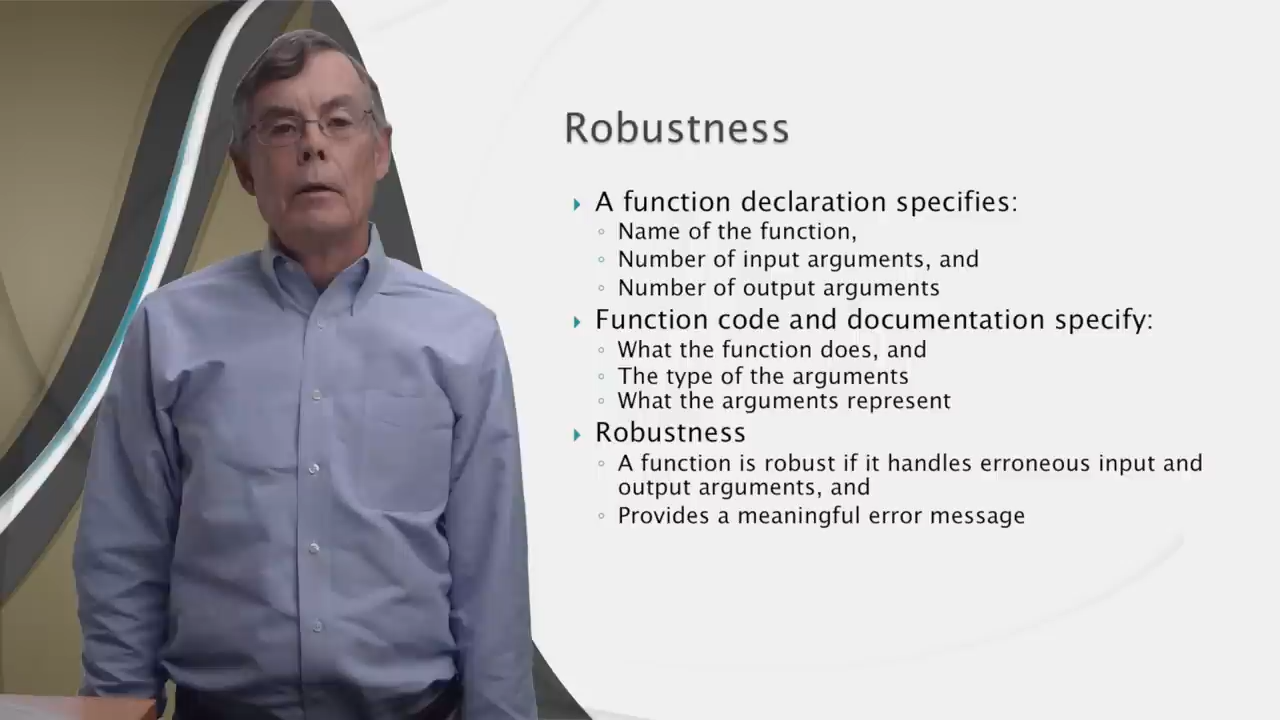 Robustness
A function declaration specifies:
Name of the function,
Number of input arguments, and
Number of output arguments
Function code and documentation specify:
What the function does, and
The type of the arguments
What the arguments represent
Robustness
A function is robust if it handles erroneous input and
output arguments, and
Provides a meaningful error message